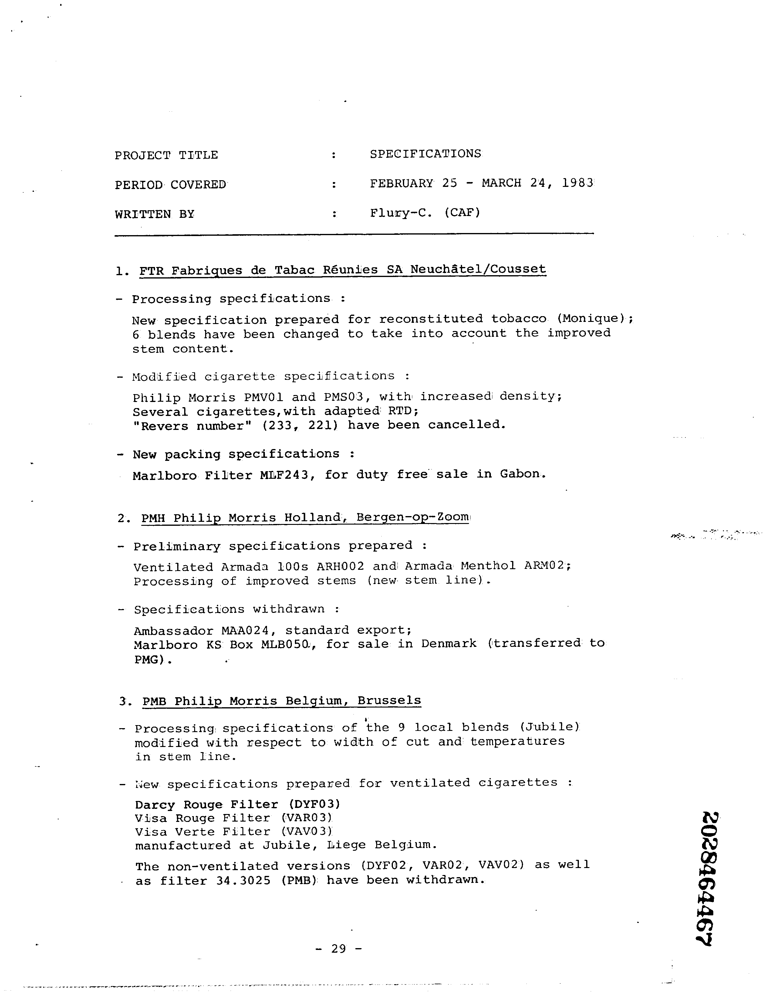 PROJECT TITLE : SPECIFICATIONS
PERIOD COVERED : FEBRUARY 25 - MARCH 24, 1983
WRITTEN BY : Flury-C. (CAF)
1. FTR Fabriques de Tabac Réunies SA Neuchâtel/Cousset
- Processing specifications :
New specification prepared for reconstituted tobacco (Monique);
6 blends have been changed to take into account the improved
stem content.
- Modified cigarette specifications :
Philip Morris PMV01 and PMS03, with increased density;
Several cigarettes, with adapted RTD;
"Revers number" (233, 221) have been cancelled.
- New packing specifications :
Marlboro Filter MLF243, for duty free sale in Gabon.
2. PMH Philip Morris Holland, Bergen-op-Zoom
- Preliminary specifications prepared :
Ventilated Armada 100s ARH002 and Armada Menthol ARM02;
Processing of improved stems (new stem line).
- Specifications withdrawn :
Ambassador MAA024, standard export;
Marlboro KS Box MLB050, for sale in Denmark (transferred to
PMG).
3. PMB Philip Morris Belgium, Brussels
- Processing specifications of the 9 local blends (Jubile)
modified with respect to width of cut and temperatures
in stem line.
- New specifications prepared for ventilated cigarettes :
Darcy Rouge Filter (DYF03)
Visa Rouge Filter (VAR03)
Visa Verte Filter (VAV03)
manufactured at Jubile, Liege Belgium.
The non-ventilated versions (DYF02, VAR02, VAV02) as well
as filter 34.3025 (PMB) have been withdrawn.
- 29 -
2028464467